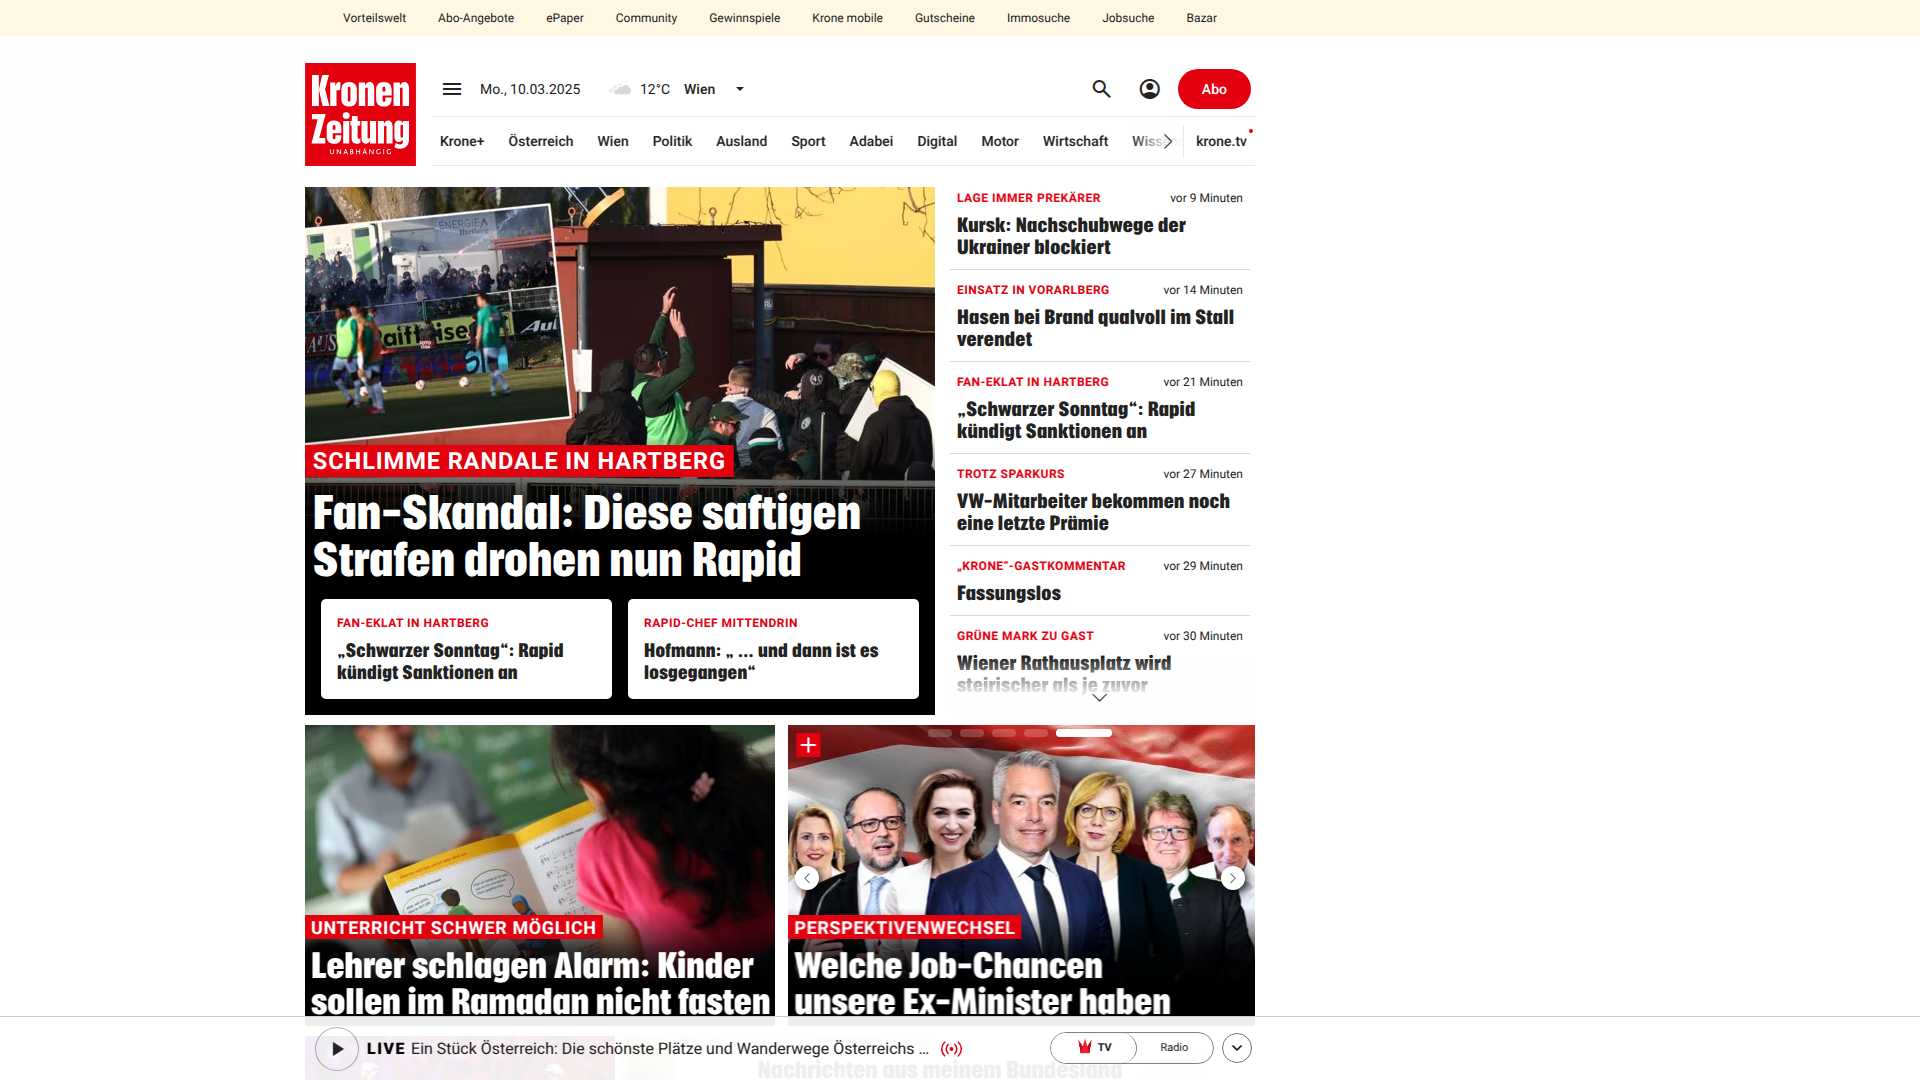 Vorteilswelt Abo-Angebote ePaper Community Gewinnspiele Krone mobile Gutscheine Immosuche Jobsuche Bazar
Kronen
Zeitung
UNABHÄNGIG
Mo., 10.03.2025 12°C Wien
Abo
Krone+ Österreich Wien Politik Ausland Sport Adabei Digital Motor Wirtschaft krone.tv
ENERGIE
Hartberg
Raiffeisen
SCHLIMME RANDALE IN HARTBERG
Fan-Skandal: Diese saftigen
Strafen drohen nun Rapid
FAN-EKLAT IN HARTBERG
„Schwarzer Sonntag“: Rapid
kündigt Sanktionen an
RAPID-CHEF MITTENDRIN
Hofmann: „ ... und dann ist es
losgegangen“
LAGE IMMER PREKÄRER vor 9 Minuten
Kursk: Nachschubwege der
Ukrainer blockiert
EINSATZ IN VORARLBERG vor 14 Minuten
Hasen bei Brand qualvoll im Stall
verendet
FAN-EKLAT IN HARTBERG vor 21 Minuten
„Schwarzer Sonntag“: Rapid
kündigt Sanktionen an
TROTZ SPARKURS vor 27 Minuten
VW-Mitarbeiter bekommen noch
eine letzte Prämie
„KRONE“-GASTKOMMENTAR vor 29 Minuten
Fassungslos
GRÜNE MARK ZU GAST vor 30 Minuten
Wiener Rathausplatz wird
steirischer als je zuvor
UNTERRICHT SCHWER MÖGLICH
Lehrer schlagen Alarm: Kinder
sollen im Ramadan nicht fasten
PERSPEKTIVENWECHSEL
Welche Job-Chancen
unsere Ex-Minister haben
LIVE Ein Stück Österreich: Die schönste Plätze und Wanderwege Österreichs ...
TV Radio
Nachrichten aus meinem Bundesland